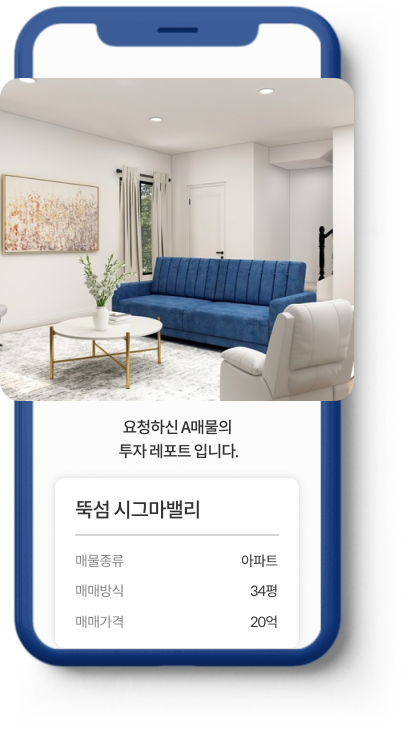 요청하신 A매물의
투자 레포트 입니다.
뚝섬 시그마밸리
매물종류 아파트
매매방식 34평
매매가격 20억